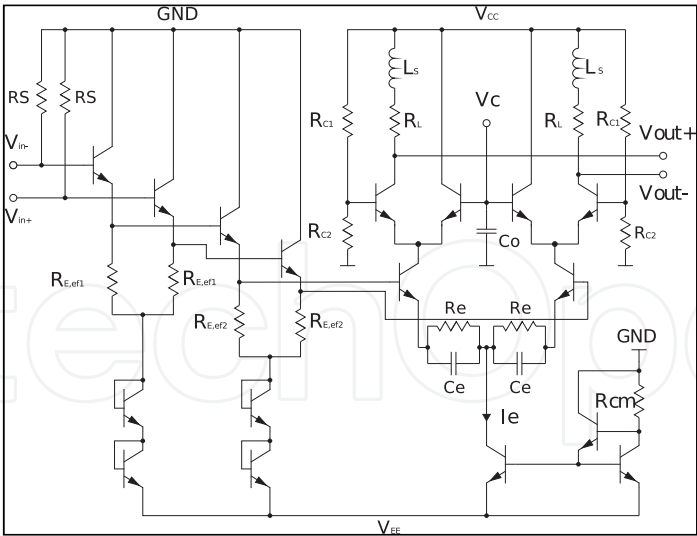 GND
VCC
RS
RS
Ls
Ls
Vc
RC1
RL
RL
RC1
Vout+
Vin-
Vout-
Vin+
RC2
Co
RC2
RE,ef1
RE,ef1
RE,ef2
RE,ef2
Re
Re
GND
Ce
Ce
Ie
Rcm
VEE
techOp